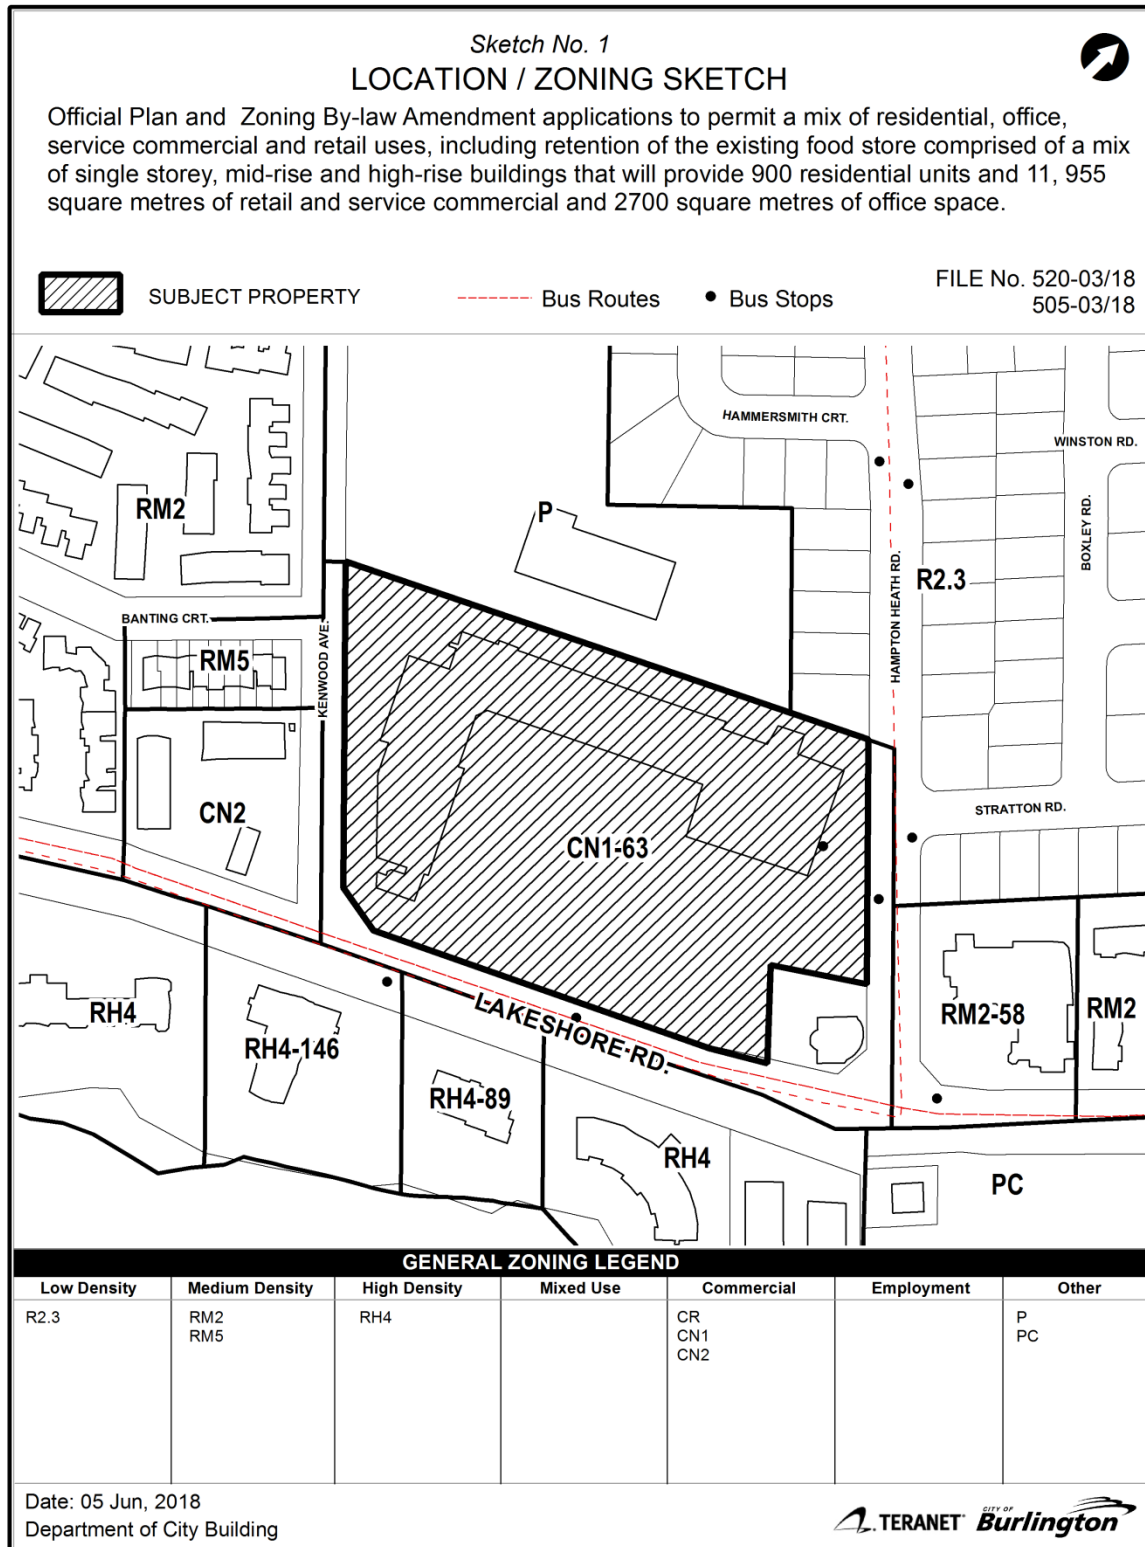 Sketch No. 1
LOCATION / ZONING SKETCH
Official Plan and Zoning By-law Amendment applications to permit a mix of residential, office,
service commercial and retail uses, including retention of the existing food store comprised of a mix
of single storey, mid-rise and high-rise buildings that will provide 900 residential units and 11, 955
square metres of retail and service commercial and 2700 square metres of office space.
SUBJECT PROPERTY
Bus Routes
Bus Stops
FILE No. 520-03/18
505-03/18
HAMMERSMITH CRT.
WINSTON RD.
RM2
P
BOXLEY RD.
R2.3
HAMPTON HEATH RD.
BANTING CRT.
RM5
KENWOOD AVE.
STRATTON RD.
CN2
CN1-63
RH4
RH4-146
LAKESHORE RD.
RM2-58
RM2
RH4-89
RH4
PC
GENERAL ZONING LEGEND
Low Density
Medium Density
High Density
Mixed Use
Commercial
Employment
Other
R2.3
RM2
RM5
RH4
CR
CN1
CN2
P
PC
Date: 05 Jun, 2018
Department of City Building
TERANET
CITY OF
Burlington